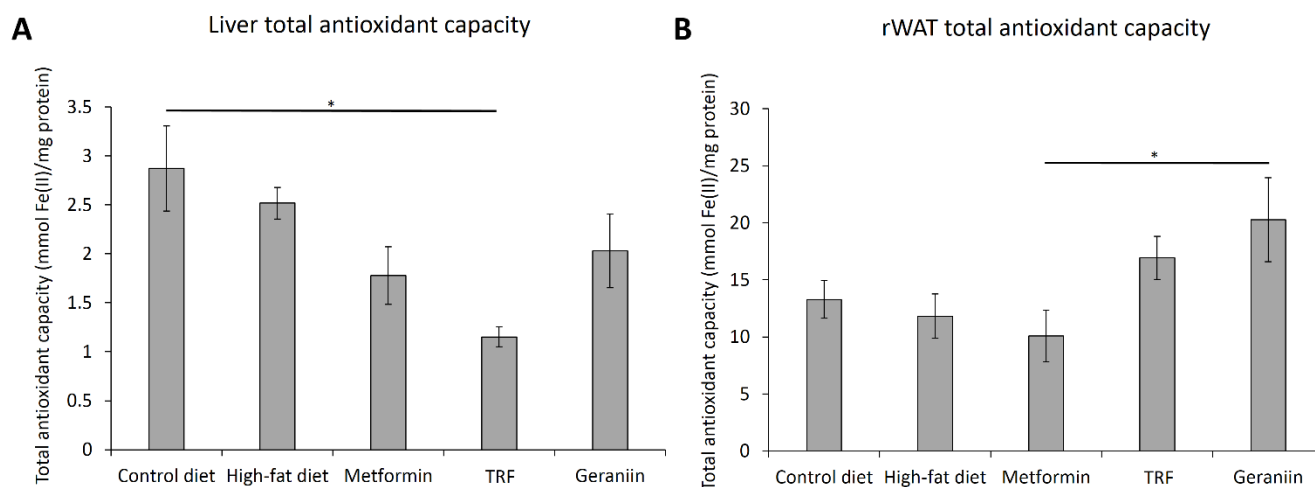 A
Liver total antioxidant capacity
Total antioxidant capacity (mmol Fe(II)/mg protein)
3.5
3
2.5
2
1.5
1
0.5
0
*
Control diet
High-fat diet
Metformin
TRF
Geraniin
B
rWAT total antioxidant capacity
Total antioxidant capacity (mmol Fe(II)/mg protein)
30
25
20
15
10
5
0
*
Control diet
High-fat diet
Metformin
TRF
Geraniin